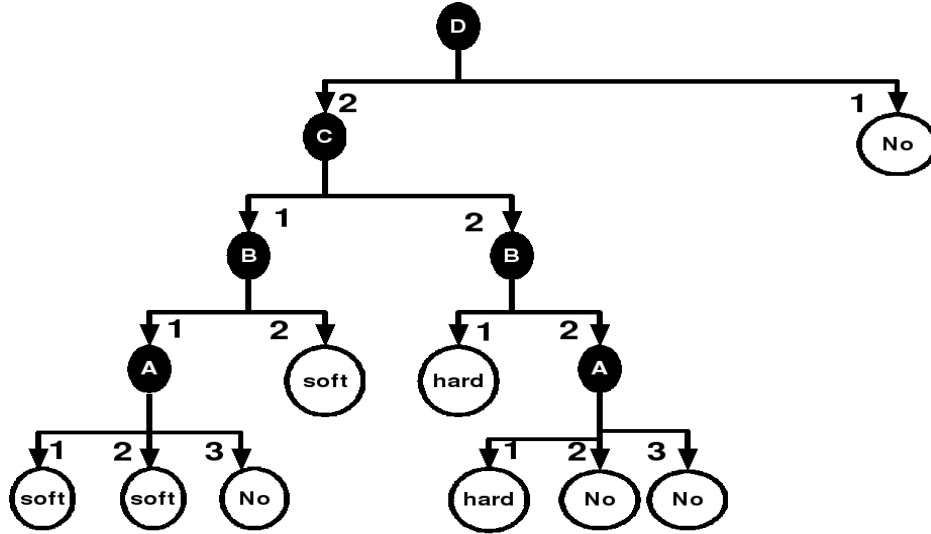 D
2 1
C No
1 2
B B
1 2 1 2
A soft hard A
1 2 3 1 2 3
soft soft No hard No No